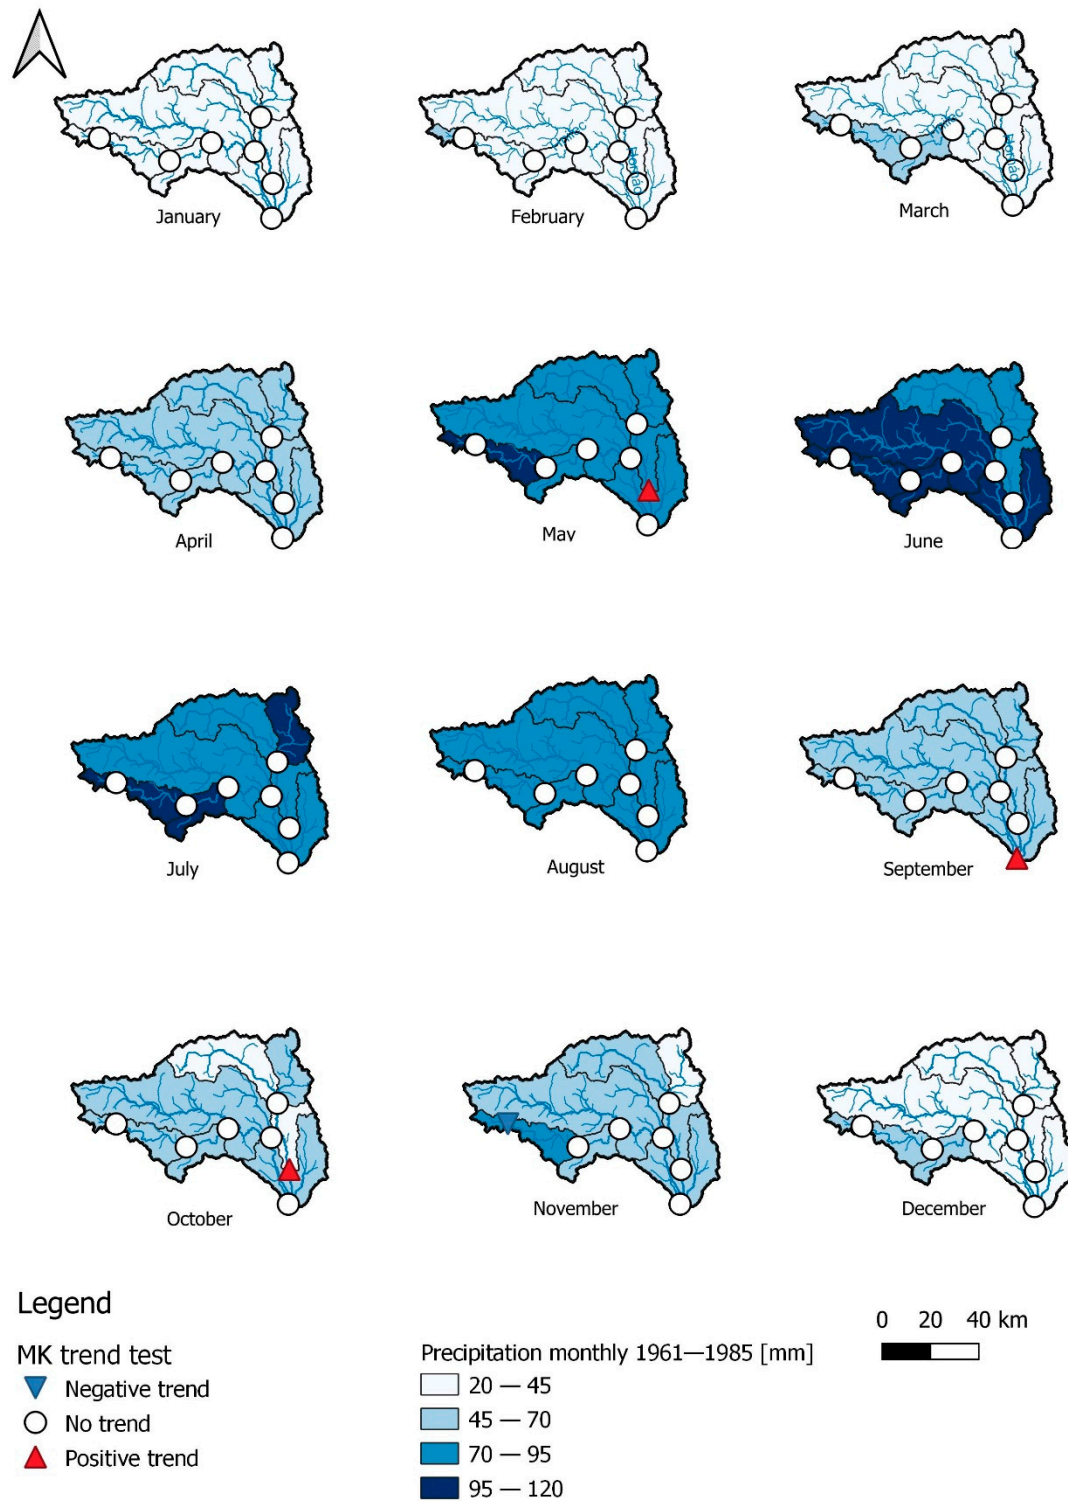 January
February
March
April
Mav
June
July
August
September
October
November
December
Legend
0 20 40 km
MK trend test
Negative trend
No trend
Positive trend
Precipitation monthly 1961—1985 [mm]
20 — 45
45 — 70
70 — 95
95 — 120